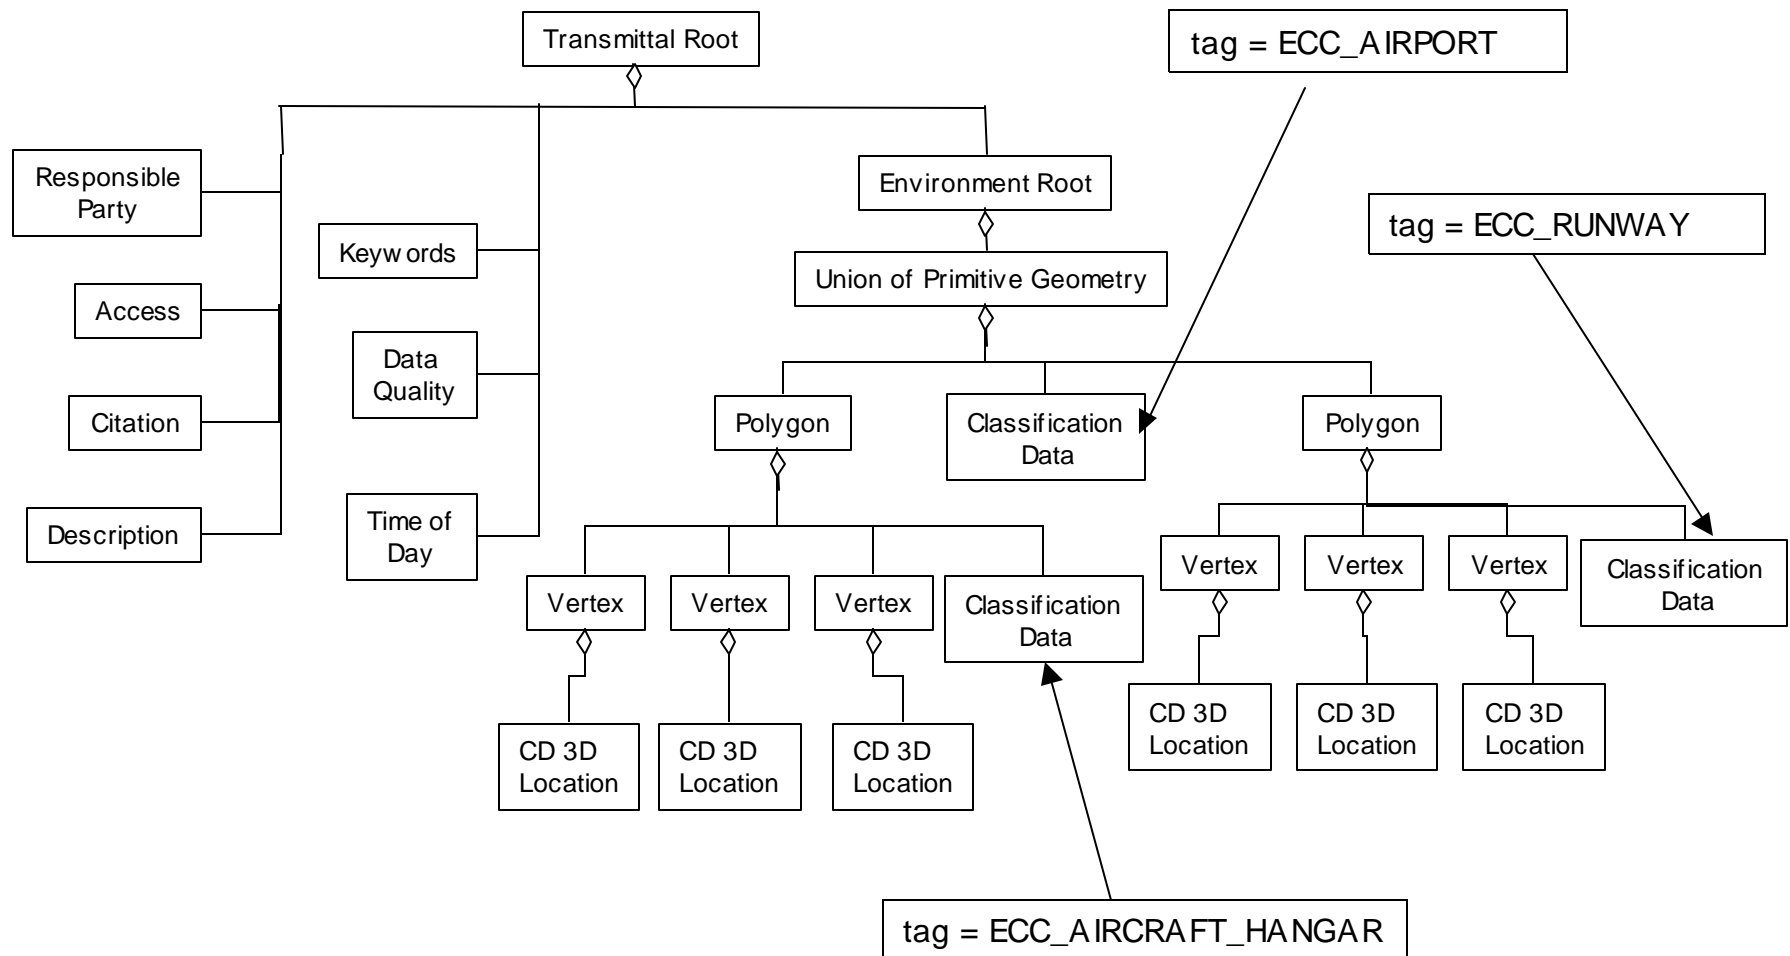 Transmittal Root
tag = ECC_AIRPORT
Responsible
Party
Environment Root
tag = ECC_RUNWAY
Keywords
Union of Primitive Geometry
Access
Data
Quality
Polygon
Classification
Data
Polygon
Citation
Description
Time of
Day
Vertex
Vertex
Vertex
Classification
Data
Vertex
Vertex
Vertex
Classification
Data
CD 3D
Location
CD 3D
Location
CD 3D
Location
CD 3D
Location
CD 3D
Location
CD 3D
Location
tag = ECC_AIRCRAFT_HANGAR